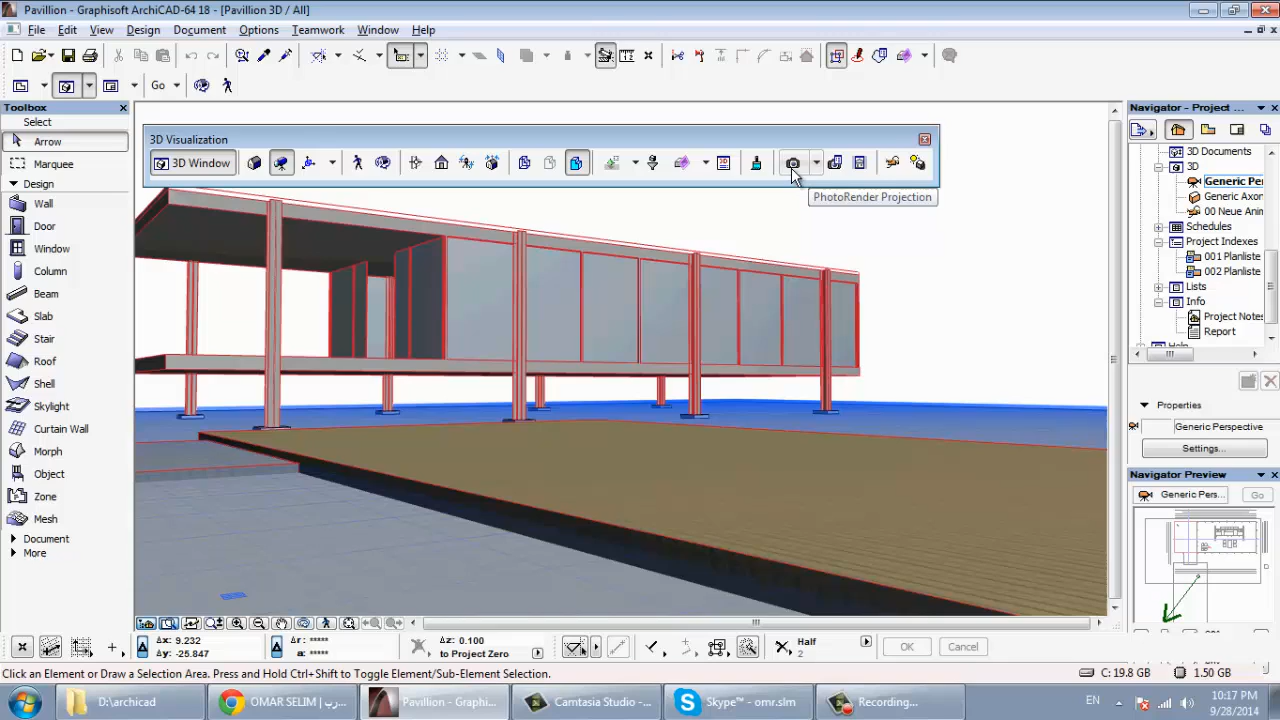 Pavillion - Graphisoft ArchiCAD-64 18 - [Pavillion 3D / All]
File Edit View Design Document Options Teamwork Window Help
Go
Toolbox
Select
Arrow
Marquee
Design
Wall
Door
Window
Column
Beam
Slab
Stair
Roof
Shell
Skylight
Curtain Wall
Morph
Object
Zone
Mesh
Document
More
3D Visualization
3D Window
PhotoRender Projection
Navigator - Project ...
3D Documents
3D
Generic Per
Generic Axon
00 Neue Ani
Schedules
Project Indexes
001 Planliste
002 Planliste
Lists
Info
Project Notes
Report
Properties
Generic Perspective
Settings...
Navigator Preview
Generic Pers...
Go
Δx: 9.232
Δy: -25.847
Δr: *****
a: *****
Δz: 0.100
to Project Zero
Half
2
OK
Cancel
Click an Element or Draw a Selection Area. Press and Hold Ctrl+Shift to Toggle Element/Sub-Element Selection.
C: 19.8 GB
1.50 GB
D:\archicad
OMAR SELIM | ...رب
Pavillion - Graphi...
Camtasia Studio - ...
Skype™ - omr.slm
Recording...
EN
10:17 PM
9/28/2014